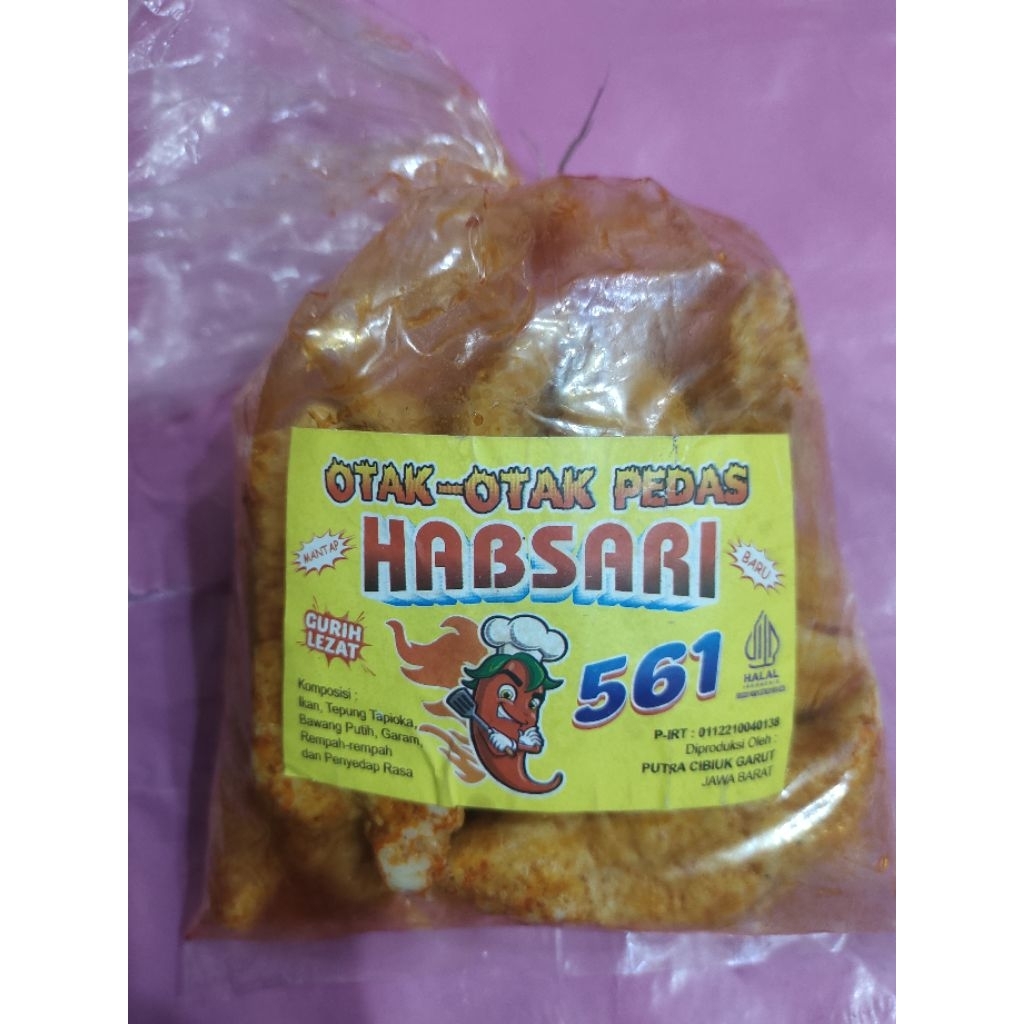 OTAK-OTAK PEDAS
HABSARI
MANTAP
BARU
GURIH
LEZAT
561
HALAL
INDONESIA
Komposisi :
Ikan, Tepung Tapioka,
Bawang Putih, Garam,
Rempah-rempah
dan Penyedap Rasa
P-IRT : 0112210040138
Diproduksi Oleh :
PUTRA CIBIUK GARUT
JAWA BARAT